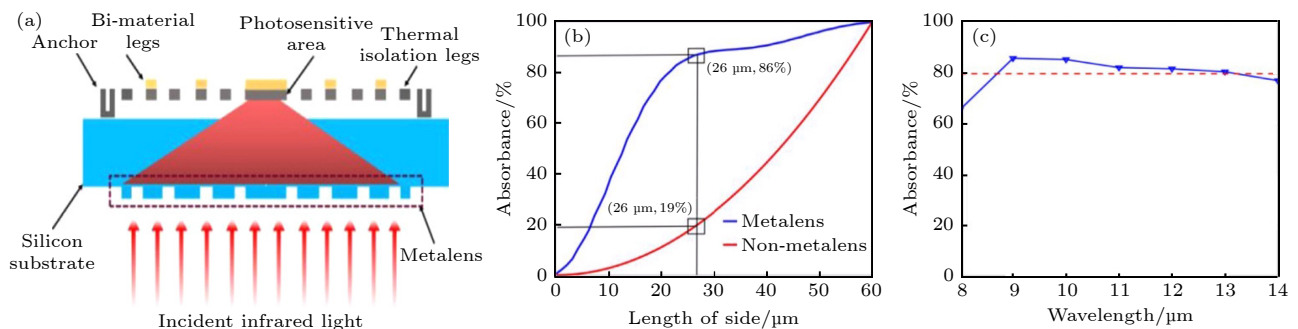 (a)
Bi-material
legs
Photosensitive
area
Anchor
Thermal
isolation legs
Silicon
substrate
Metalens
Incident infrared light
(b)
100
80
60
40
20
0
Absorbance/%
(26 μm, 86%)
(26 μm, 19%)
Metalens
Non-metalens
0 10 20 30 40 50 60
Length of side/μm
(c)
100
80
60
40
20
0
Absorbance/%
8 9 10 11 12 13 14
Wavelength/μm